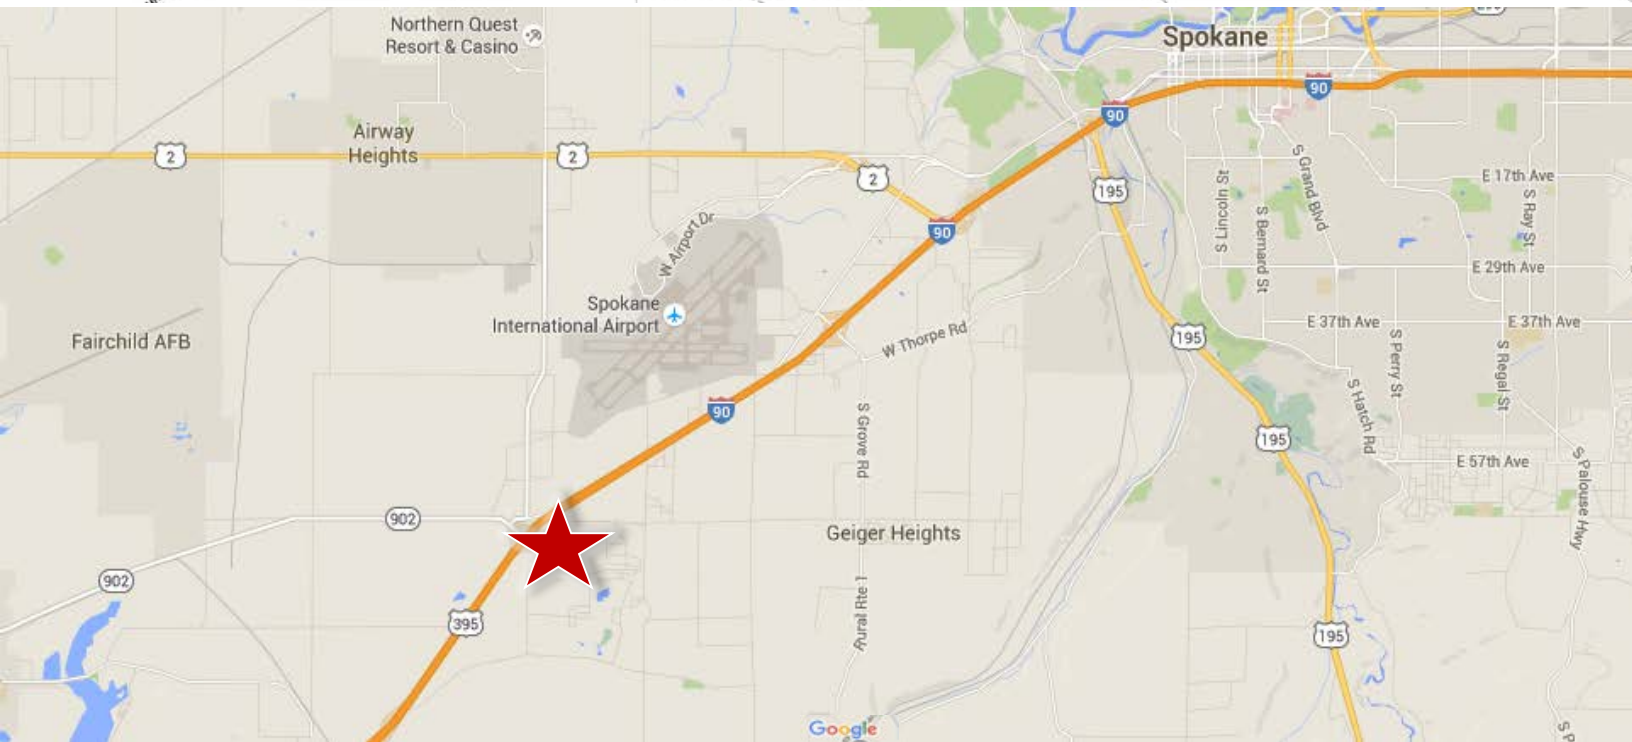 Northern Quest
Resort & Casino
Spokane
90
90
Airway
Heights
2
2
2
195
E 17th Ave
S Lincoln St
S Grand Blvd
S Bernard St
S Ray St
W Airport Dr
90
E 29th Ave
Spokane
International Airport
E 37th Ave
E 37th Ave
Fairchild AFB
W Thorpe Rd
195
S Perry St
S Regal St
S Hatch Rd
90
S Grove Rd
195
E 57th Ave
S Palouse Hwy
902
Geiger Heights
902
Rural Rte 1
395
195
Google
S P